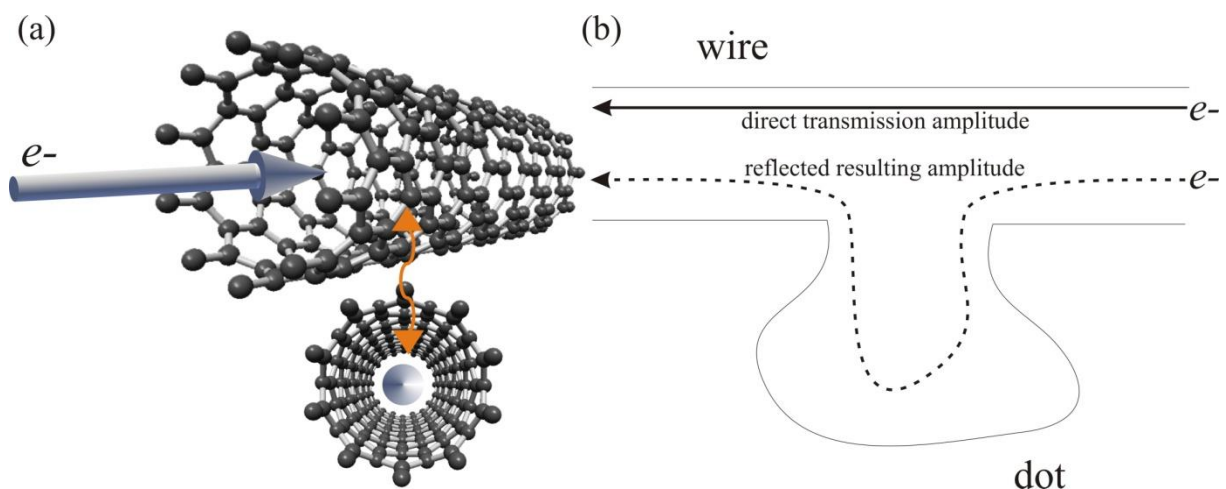 (a)
e-
(b)
wire
e-
direct transmission amplitude
reflected resulting amplitude
e-
dot